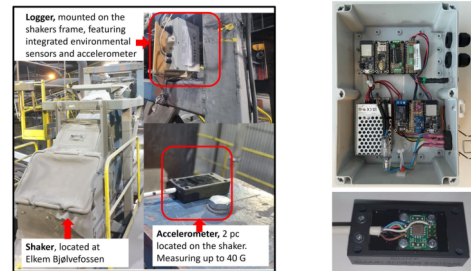 Logger, mounted on the
shakers frame, featuring
integrated environmental
sensors and accelerometer
Shaker, located at
Elkem Bjølvefossen
Accelerometer, 2 pc
located on the shaker.
Measuring up to 40 G